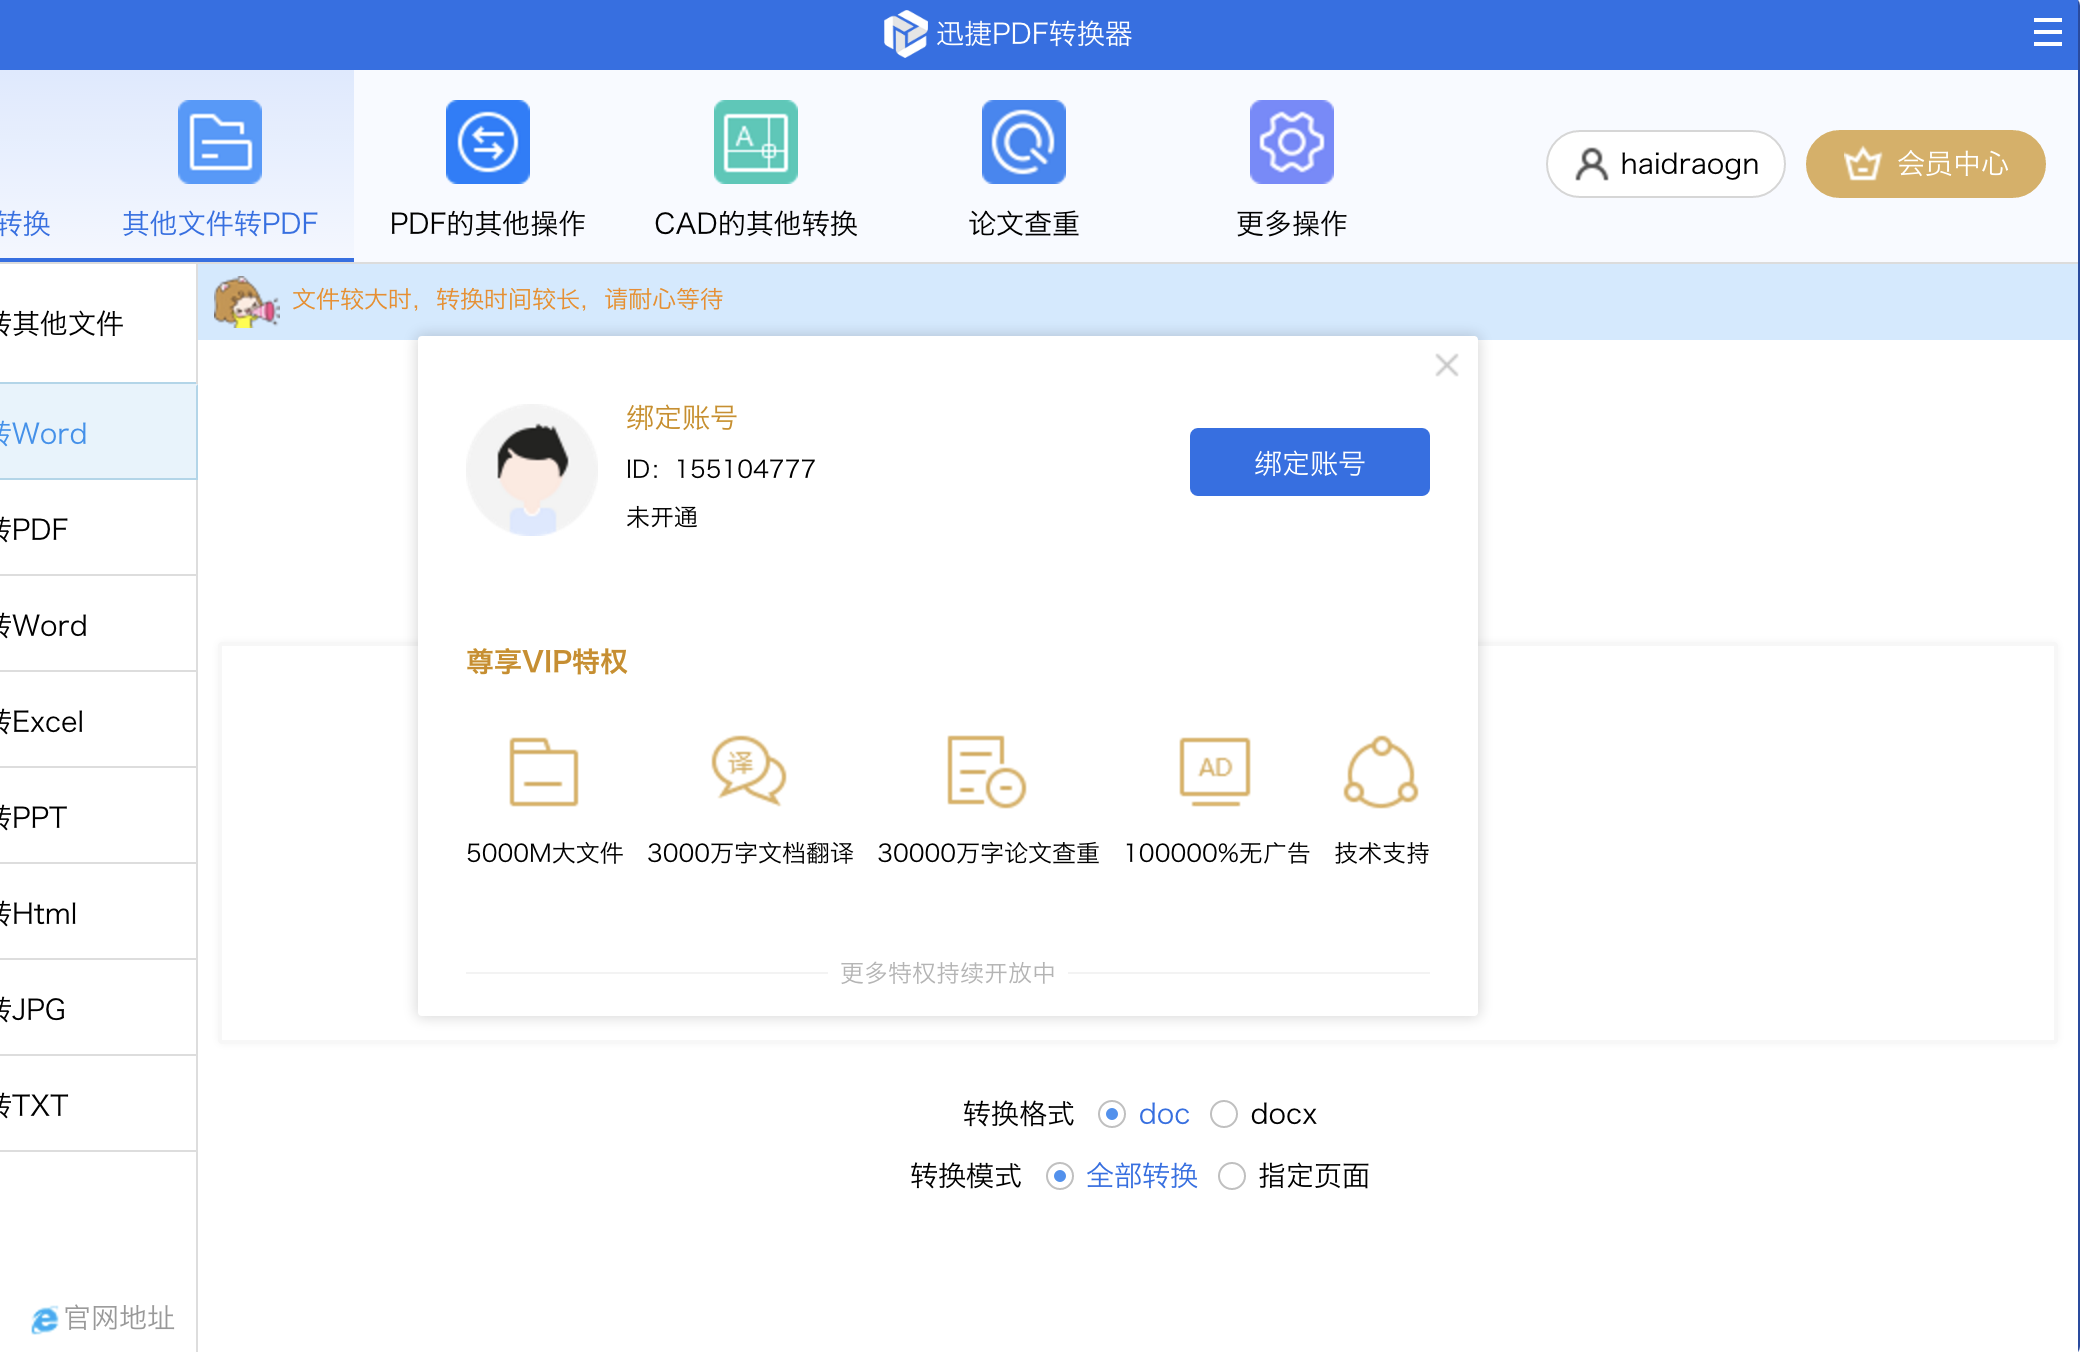 迅捷PDF转换器
转换
其他文件转PDF
PDF的其他操作
CAD的其他转换
论文查重
更多操作
haidraogn
会员中心
文件较大时，转换时间较长，请耐心等待
转其他文件
转Word
转PDF
转Word
转Excel
转PPT
转Html
转JPG
转TXT
官网地址
绑定账号
ID：155104777
未开通
绑定账号
尊享VIP特权
A
译
AD
5000M大文件
3000万字文档翻译
30000万字论文查重
100000%无广告
技术支持
更多特权持续开放中
转换格式 doc docx
转换模式 全部转换 指定页面